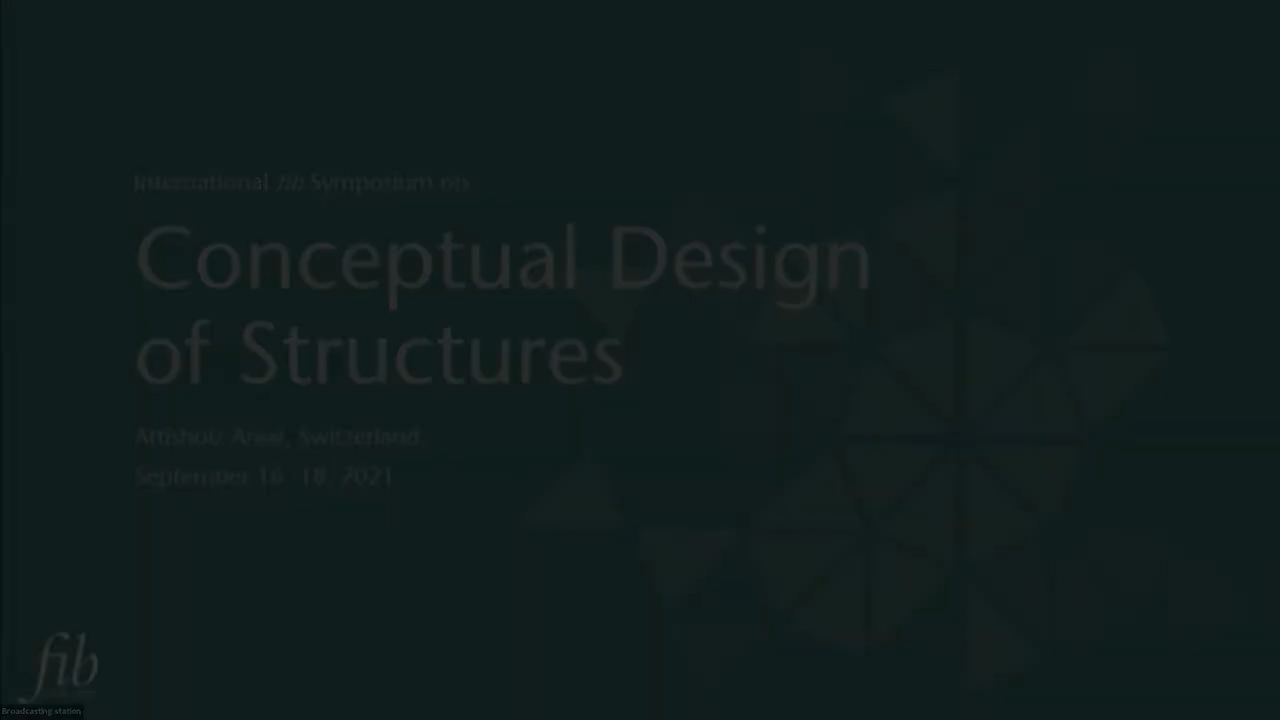 International fib Symposium on
Conceptual Design
of Structures
Attisholz Areal, Switzerland
September 16–18, 2021
fib
Broadcasting station